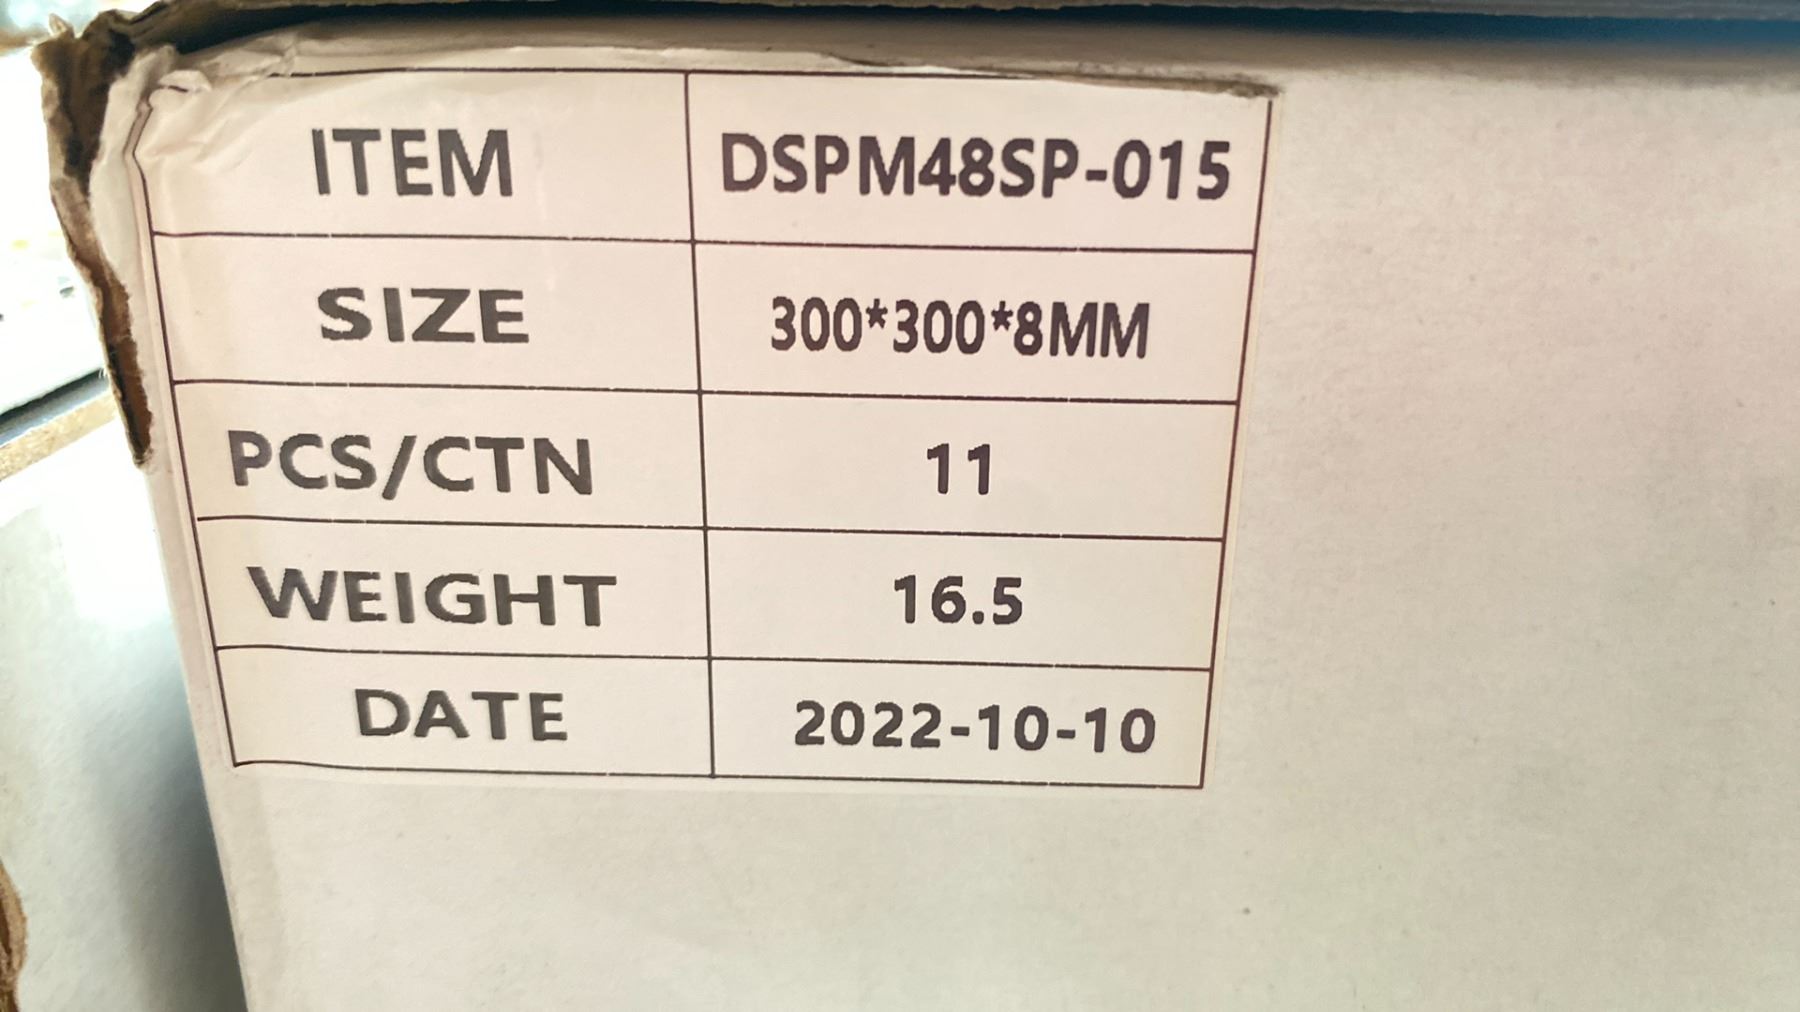 ITEM DSPM48SP-015
SIZE 300*300*8MM
PCS/CTN 11
WEIGHT 16.5
DATE 2022-10-10